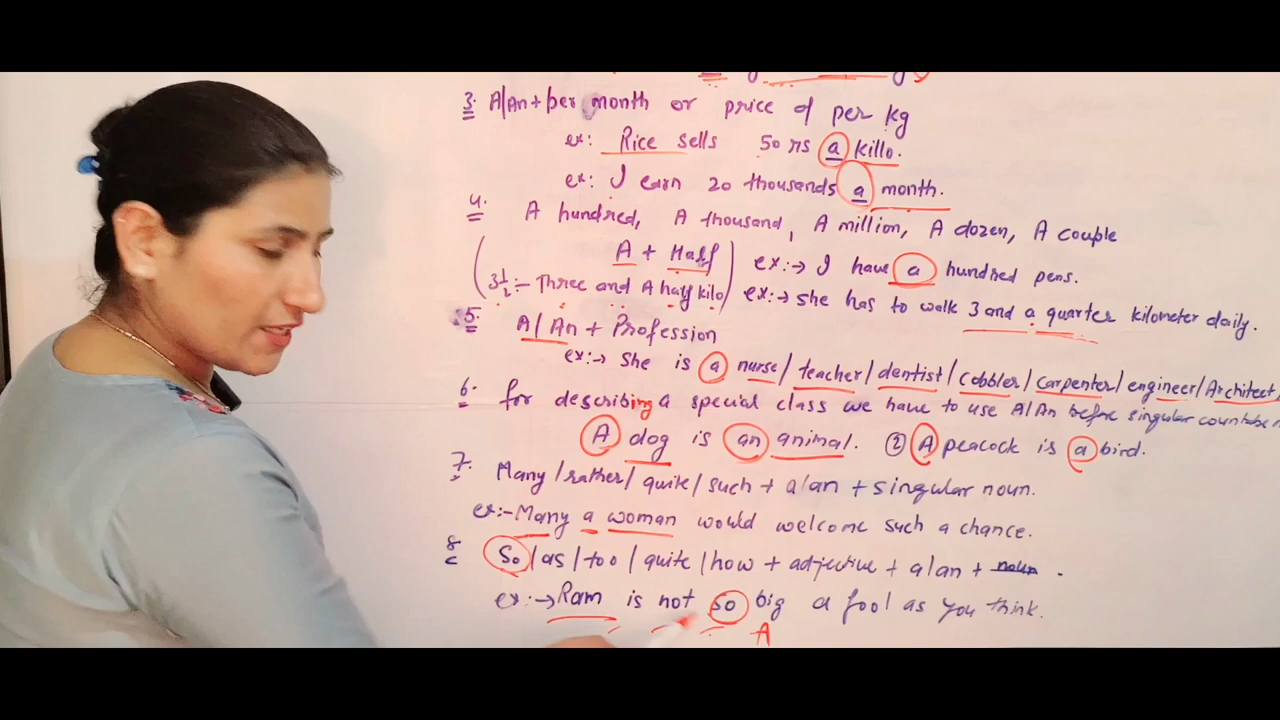 3. A/An + per month or price of per kg
ex: Rice sells 50 rs a killo.
ex: I earn 20 thousands a month.
4. A hundred, A thousand, A million, A dozen, A couple
(A + Half) ex:→ I have a hundred pens.
3½:- Three and A half kilo ex:→ she has to walk 3 and a quarter kilometer daily.
5. A/An + Profession
ex:→ She is a nurse/teacher/dentist/cobbler/carpenter/engineer/Architect
6. for describing a special class we have to use A/An before singular
A dog is an animal. ② A peacock is a bird.
7. Many/rather/quite/such + a/an + singular noun.
ex:- Many a woman would welcome such a chance.
8 So/as/too/quite/how + adjective + a/an + noun.
ex:→ Ram is not so big a fool as you think.
A